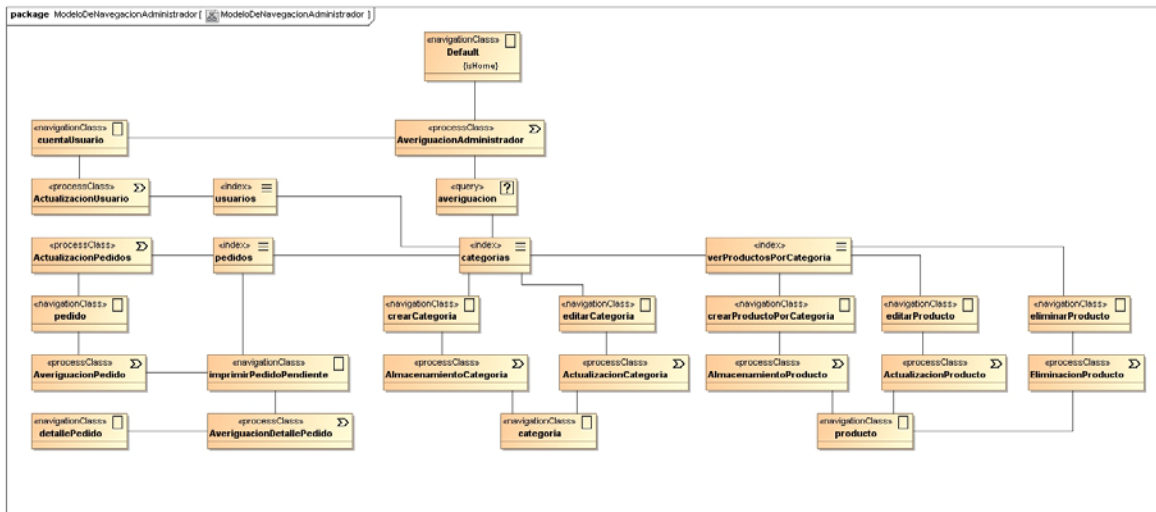 package ModeloDeNavegacionAdministrador [ ModeloDeNavegacionAdministrador ]
«navigationClass»
Default
{isHome}
«navigationClass»
cuentaUsuario
«processClass»
AveriguacionAdministrador
«processClass»
ActualizacionUsuario
«index»
usuarios
«query»
averiguacion
«processClass»
ActualizacionPedidos
«index»
pedidos
«index»
categorias
«index»
verProductosPorCategoria
«navigationClass»
pedido
«navigationClass»
crearCategoria
«navigationClass»
editarCategoria
«navigationClass»
crearProductoPorCategoria
«navigationClass»
editarProducto
«navigationClass»
eliminarProducto
«processClass»
AveriguacionPedido
«navigationClass»
imprimirPedidoPendiente
«processClass»
AlmacenamientoCategoria
«processClass»
ActualizacionCategoria
«processClass»
AlmacenamientoProducto
«processClass»
ActualizacionProducto
«processClass»
EliminacionProducto
«navigationClass»
detallePedido
«processClass»
AveriguacionDetallePedido
«navigationClass»
categoria
«navigationClass»
producto